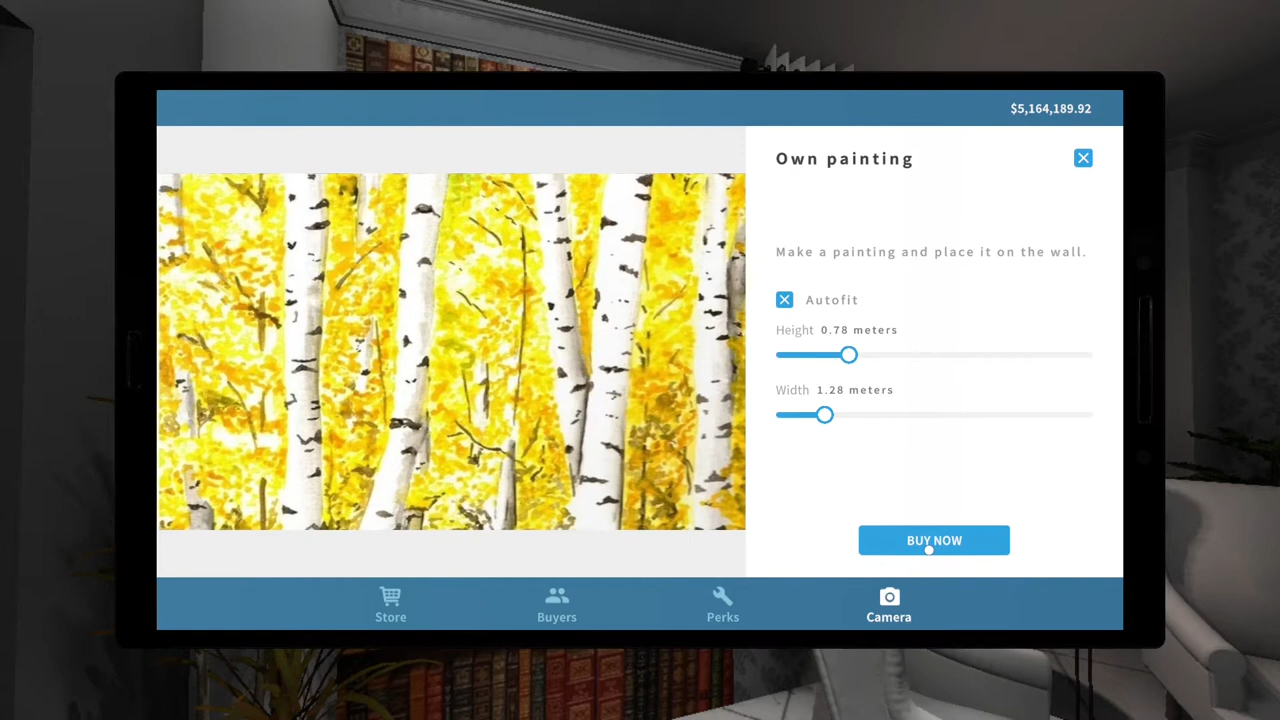 $5,164,189.92
Own painting
Make a painting and place it on the wall.
Autofit
Height 0.78 meters
Width 1.28 meters
BUY NOW
Store
Buyers
Perks
Camera